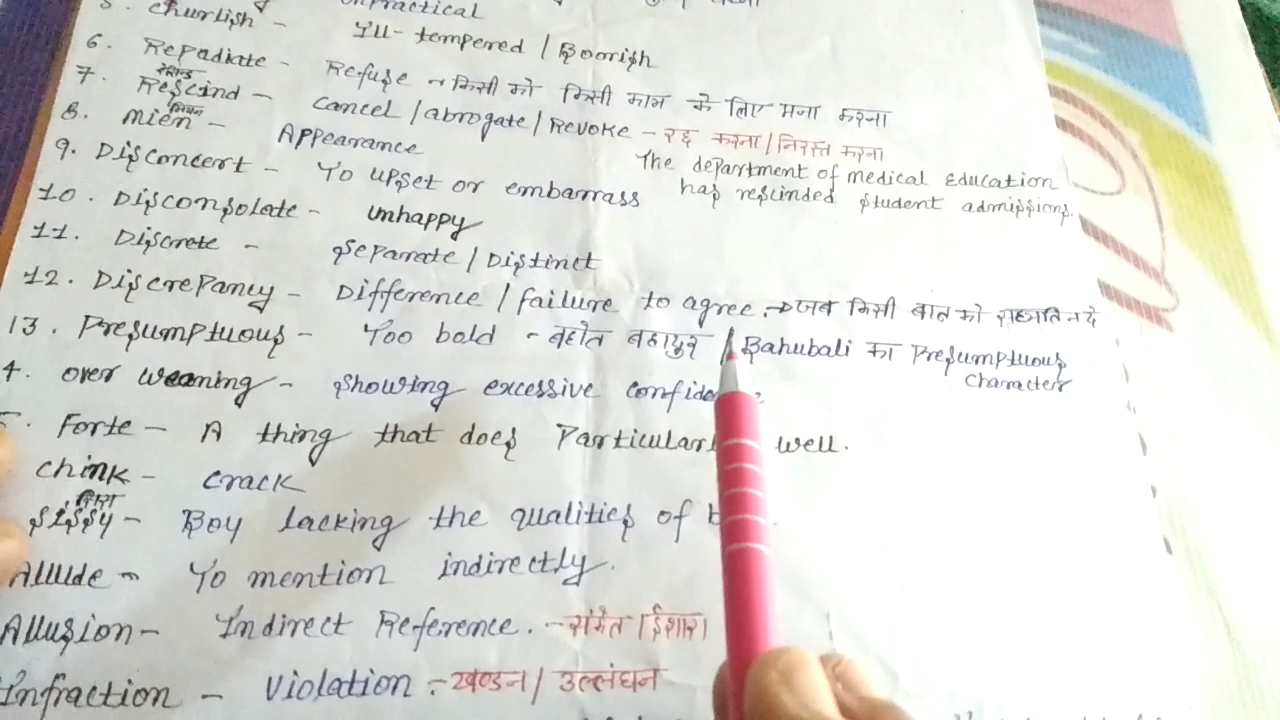 5. Churlish - Unpractical
Ill-tempered / Boorish
6. Repadiate - Refuse न किसी को किसी काम के लिए मना करना
7. Rescind - Cancel / abrogate / Revoke - रद्द करना / निरस्त करना
8. Mien - Appearance
The department of medical Education has rescinded student admissions.
9. Disconcert - To upset or embarrass
10. Disconsolate - unhappy
11. Discrete - Separate / Distinct
12. Discrepancy - Difference / failure to agree. → जब किसी बात को सहमति न दे
13. Presumptuous - Too bold - बहोत बहादुर / Bahubali का Presumptuous character
4. over weaning - Showing excessive
Forte - A thing that does Particularl well.
Chink - Crack
Sissy - Boy lacking the qualities of b
Allude - To mention indirectly.
Allusion - Indirect Reference. - संकेत / ईशारा
Infraction - violation :- खण्डन / उल्लंघन